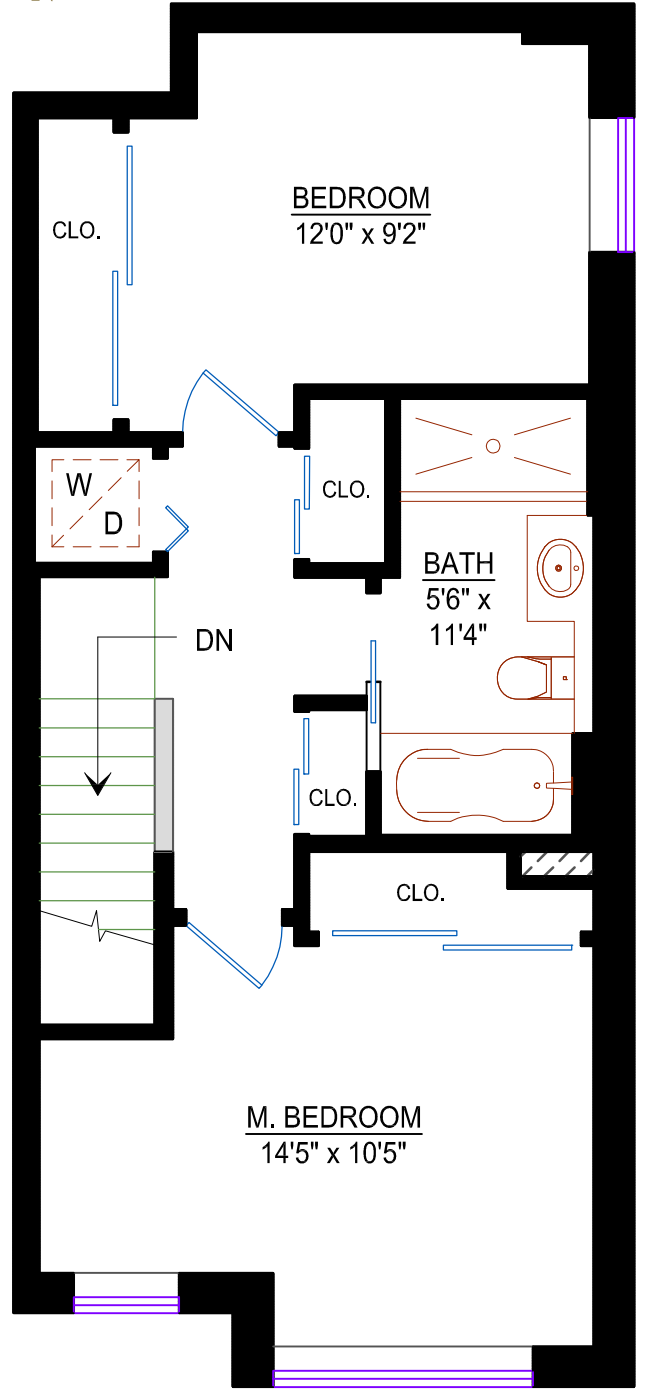 BEDROOM
12'0" x 9'2"
CLO.
W
D
CLO.
BATH
5'6" x
11'4"
DN
CLO.
CLO.
M. BEDROOM
14'5" x 10'5"